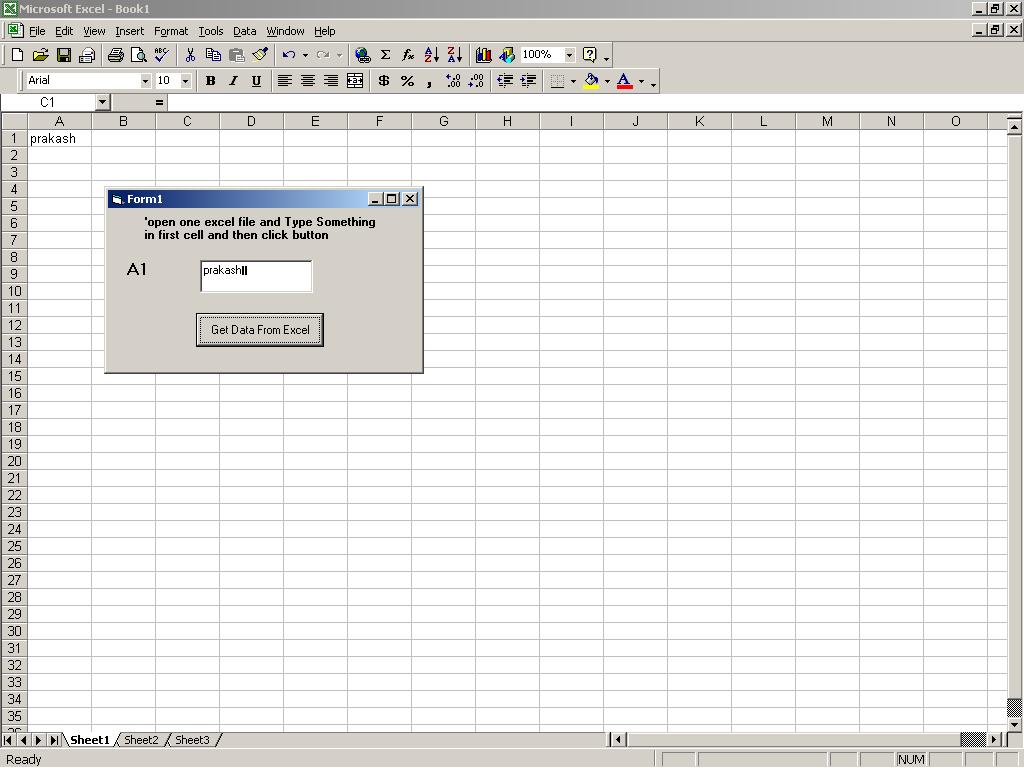 Microsoft Excel - Book1
File Edit View Insert Format Tools Data Window Help
100%
Arial 10 B I U $ % ,
C1 =
A B C D E F G H I J K L M N O
1 prakash
2
3
4
5
6
7
8
9
10
11
12
13
14
15
16
17
18
19
20
21
22
23
24
25
26
27
28
29
30
31
32
33
34
35
Form1
'open one excel file and Type Something
in first cell and then click button
A1 prakash
Get Data From Excel
Sheet1 Sheet2 Sheet3
Ready NUM